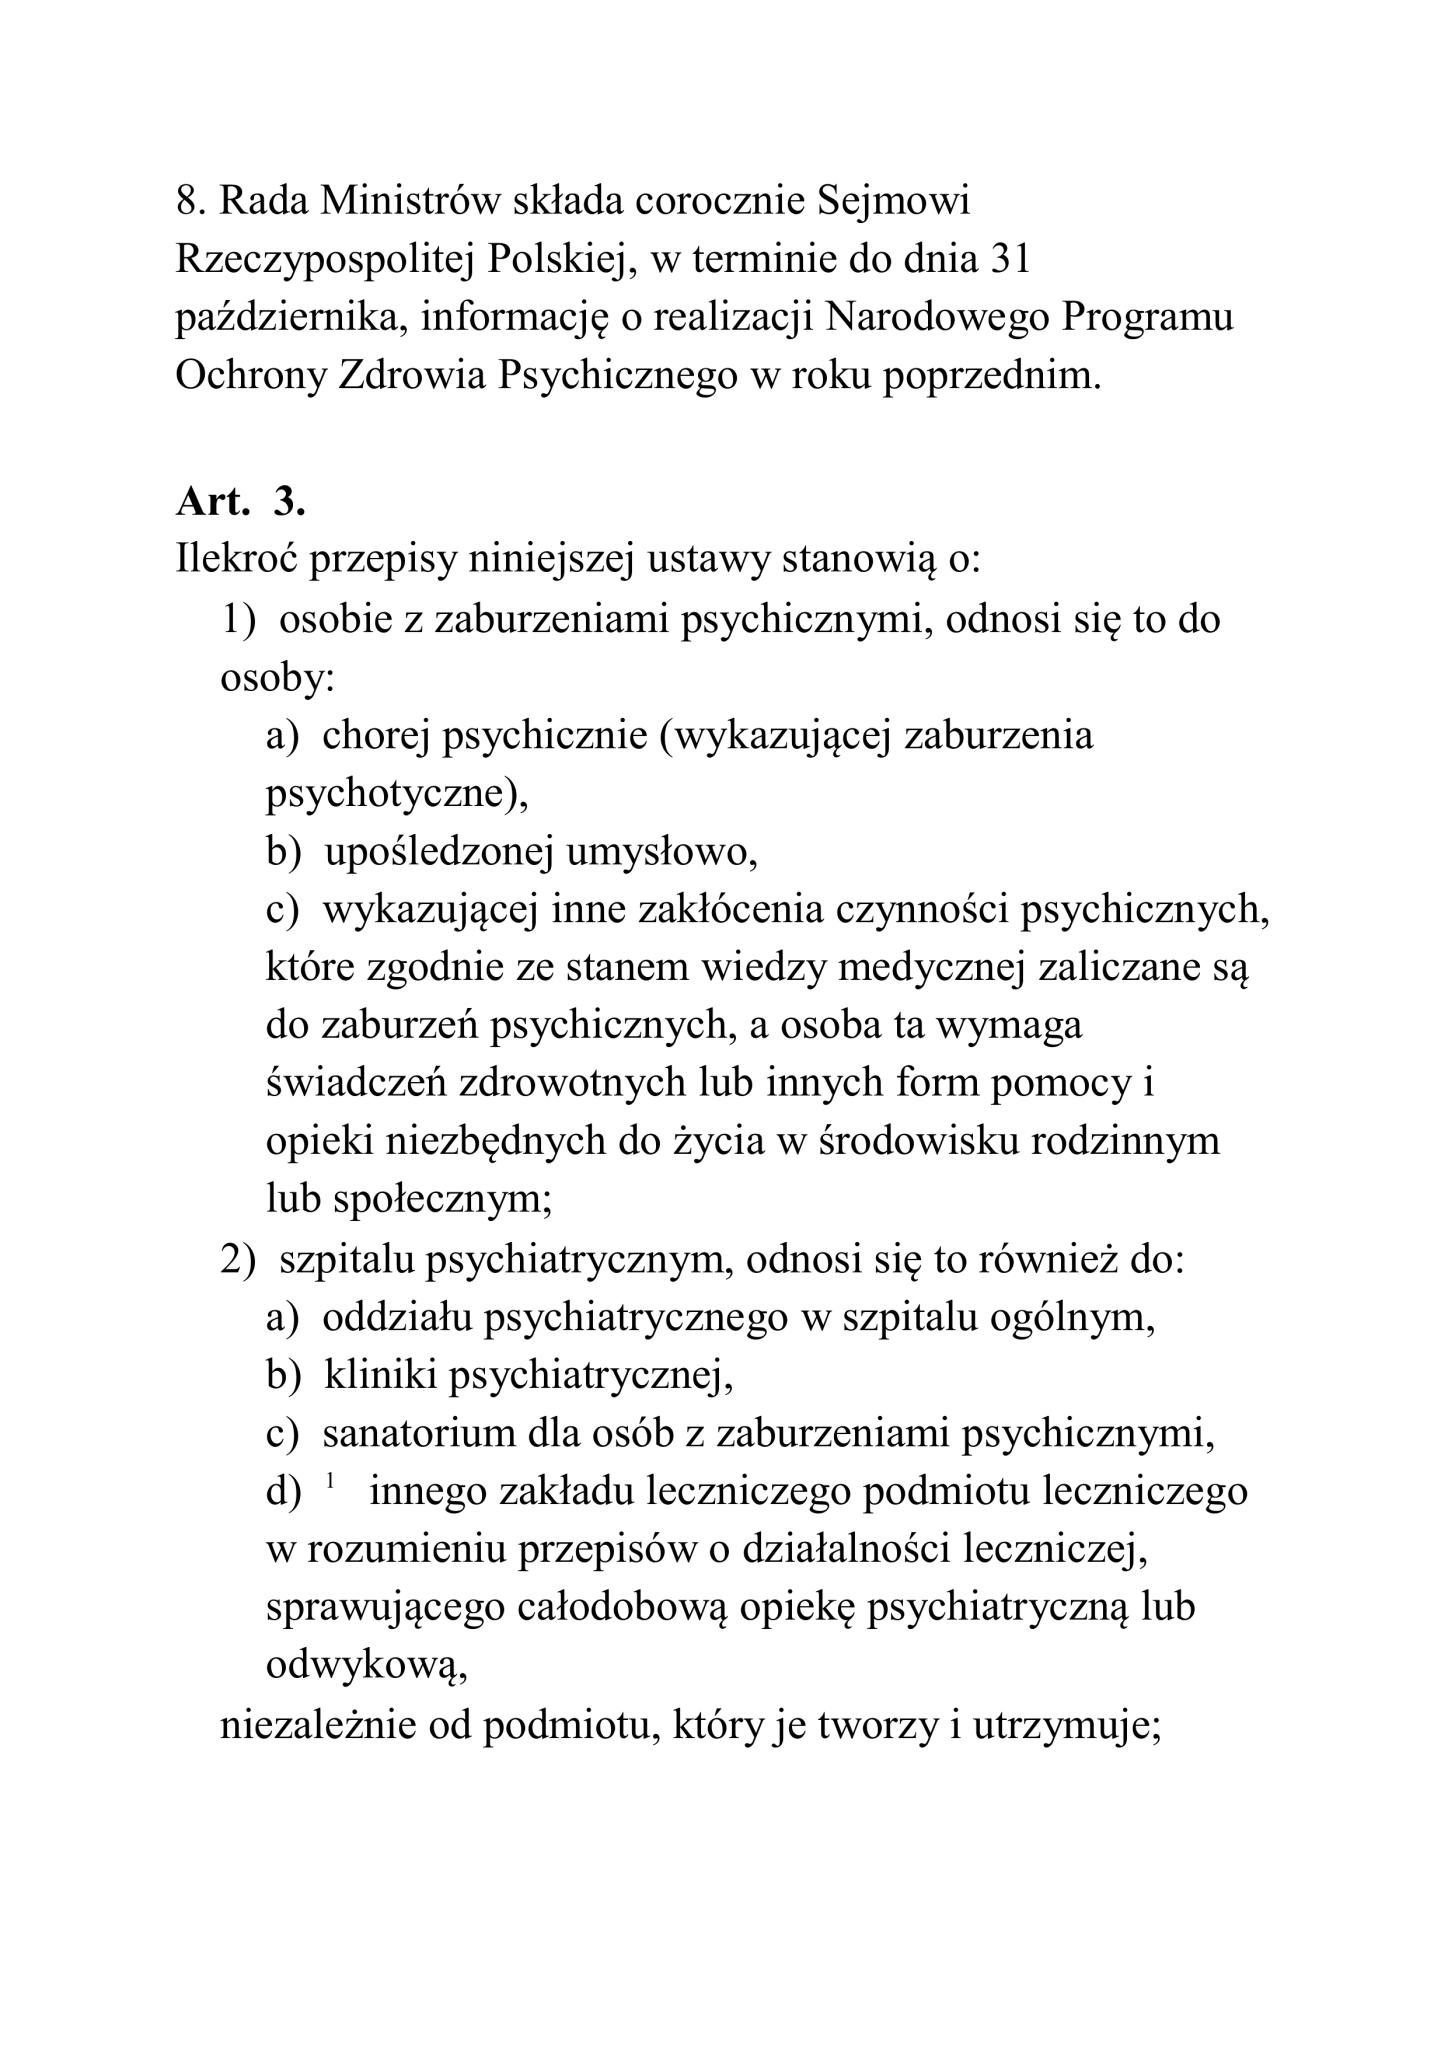 8. Rada Ministrów składa corocznie Sejmowi
Rzeczypospolitej Polskiej, w terminie do dnia 31
października, informację o realizacji Narodowego Programu
Ochrony Zdrowia Psychicznego w roku poprzednim.
Art. 3.
Ilekroć przepisy niniejszej ustawy stanowią o:
1) osobie z zaburzeniami psychicznymi, odnosi się to do
osoby:
a) chorej psychicznie (wykazującej zaburzenia
psychotyczne),
b) upośledzonej umysłowo,
c) wykazującej inne zakłócenia czynności psychicznych,
które zgodnie ze stanem wiedzy medycznej zaliczane są
do zaburzeń psychicznych, a osoba ta wymaga
świadczeń zdrowotnych lub innych form pomocy i
opieki niezbędnych do życia w środowisku rodzinnym
lub społecznym;
2) szpitalu psychiatrycznym, odnosi się to również do:
a) oddziału psychiatrycznego w szpitalu ogólnym,
b) kliniki psychiatrycznej,
c) sanatorium dla osób z zaburzeniami psychicznymi,
d) ¹ innego zakładu leczniczego podmiotu leczniczego
w rozumieniu przepisów o działalności leczniczej,
sprawującego całodobową opiekę psychiatryczną lub
odwykową,
niezależnie od podmiotu, który je tworzy i utrzymuje;